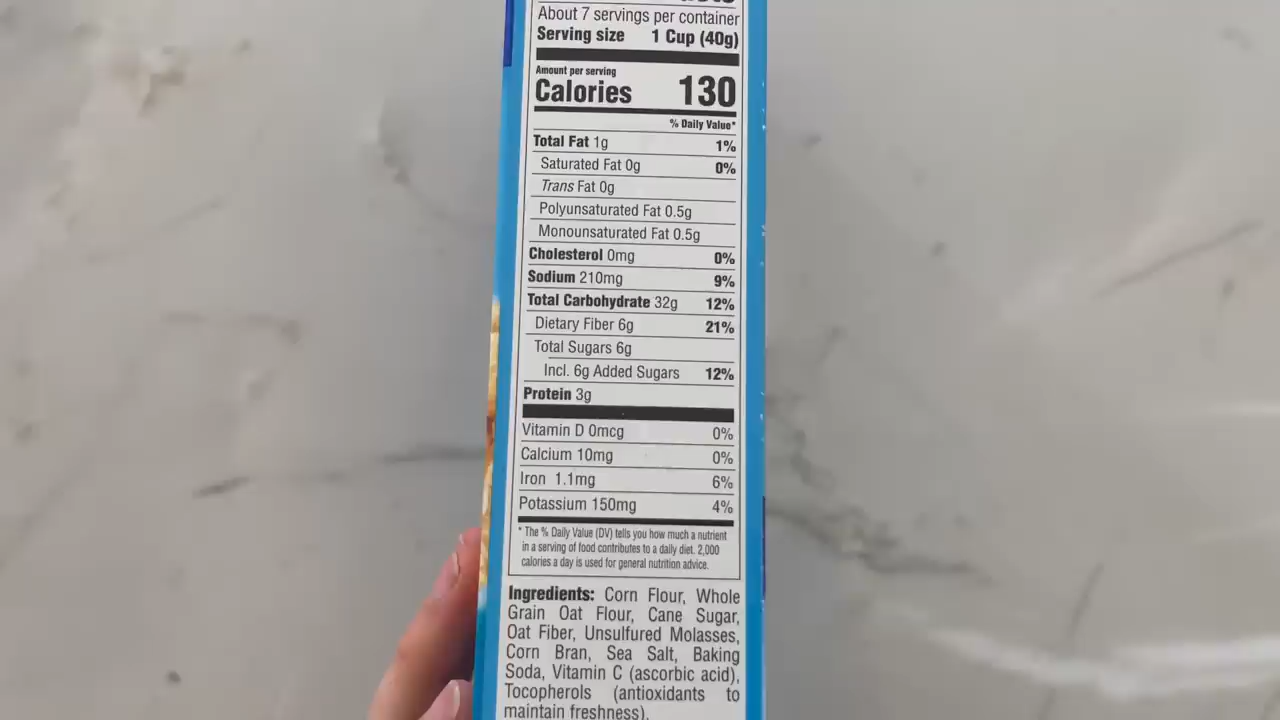 About 7 servings per container
Serving size 1 Cup (40g)
Amount per serving
Calories 130
% Daily Value*
Total Fat 1g 1%
Saturated Fat 0g 0%
Trans Fat 0g
Polyunsaturated Fat 0.5g
Monounsaturated Fat 0.5g
Cholesterol 0mg 0%
Sodium 210mg 9%
Total Carbohydrate 32g 12%
Dietary Fiber 6g 21%
Total Sugars 6g
Incl. 6g Added Sugars 12%
Protein 3g
Vitamin D 0mcg 0%
Calcium 10mg 0%
Iron 1.1mg 6%
Potassium 150mg 4%
* The % Daily Value (DV) tells you how much a nutrient
in a serving of food contributes to a daily diet. 2,000
calories a day is used for general nutrition advice.
Ingredients: Corn Flour, Whole
Grain Oat Flour, Cane Sugar,
Oat Fiber, Unsulfured Molasses,
Corn Bran, Sea Salt, Baking
Soda, Vitamin C (ascorbic acid),
Tocopherols (antioxidants to
maintain freshness).